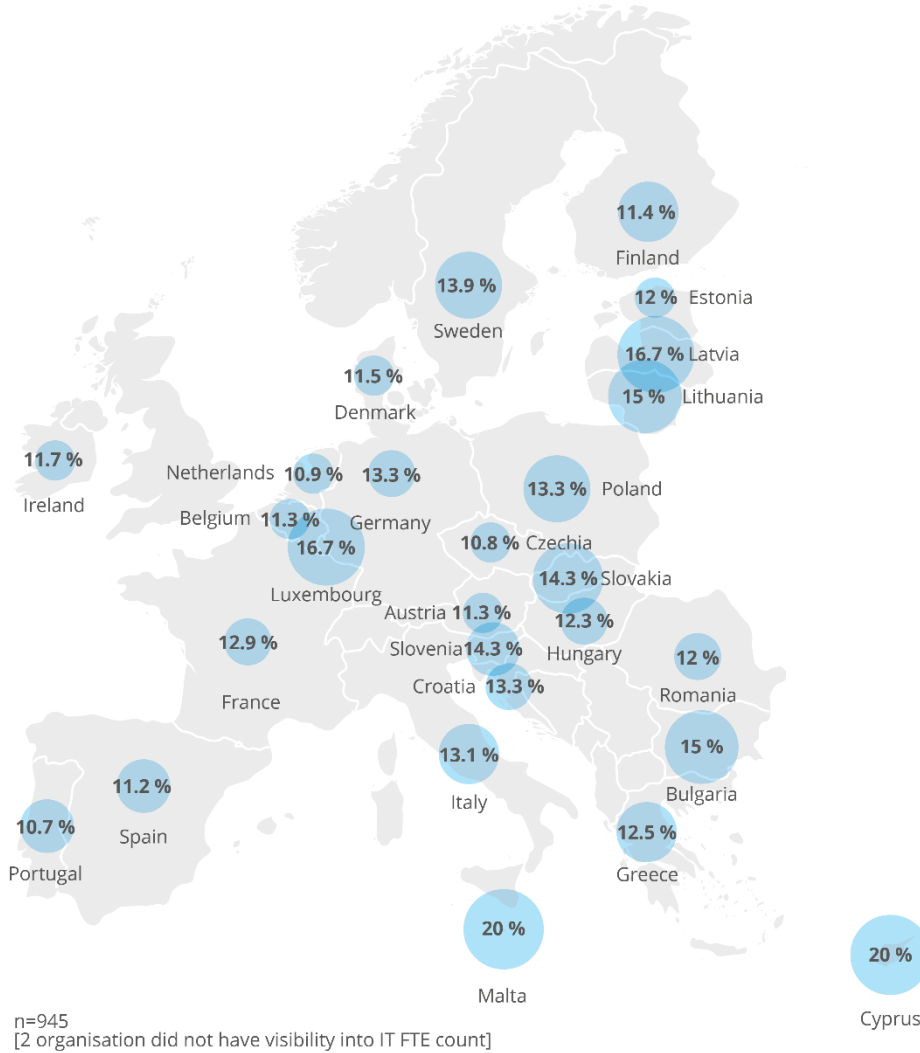 11.4 %
Finland
13.9 %
Sweden
12 % Estonia
16.7 % Latvia
15 % Lithuania
11.5 %
Denmark
11.7 %
Ireland
Netherlands 10.9 %
13.3 %
Germany
13.3 % Poland
Belgium 11.3 %
16.7 %
Luxembourg
10.8 % Czechia
14.3 % Slovakia
Austria 11.3 %
12.3 %
Hungary
12.9 %
France
Slovenia 14.3 %
Croatia 13.3 %
12 %
Romania
13.1 %
Italy
15 %
Bulgaria
11.2 %
Spain
10.7 %
Portugal
12.5 %
Greece
20 %
Malta
20 %
Cyprus
n=945
[2 organisation did not have visibility into IT FTE count]